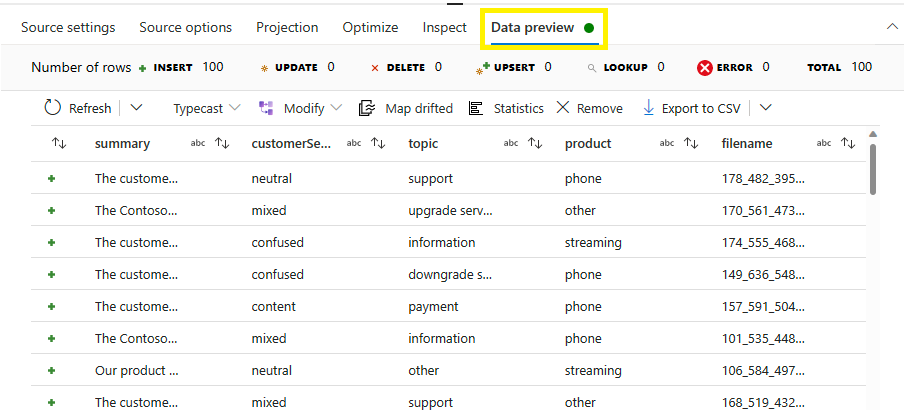 Source settings Source options Projection Optimize Inspect Data preview
Number of rows INSERT 100 UPDATE 0 DELETE 0 UPSERT 0 LOOKUP 0 ERROR 0 TOTAL 100
Refresh Typecast Modify Map drifted Statistics Remove Export to CSV
summary abc customerSe... abc topic abc product abc filename abc
The custome... neutral support phone 178_482_395...
The Contoso... mixed upgrade serv... other 170_561_473...
The custome... confused information streaming 174_555_468...
The custome... confused downgrade s... phone 149_636_548...
The custome... content payment phone 157_591_504...
The Contoso... mixed information phone 101_535_448...
Our product ... neutral other streaming 106_584_497...
The custome... mixed support other 168_519_432...